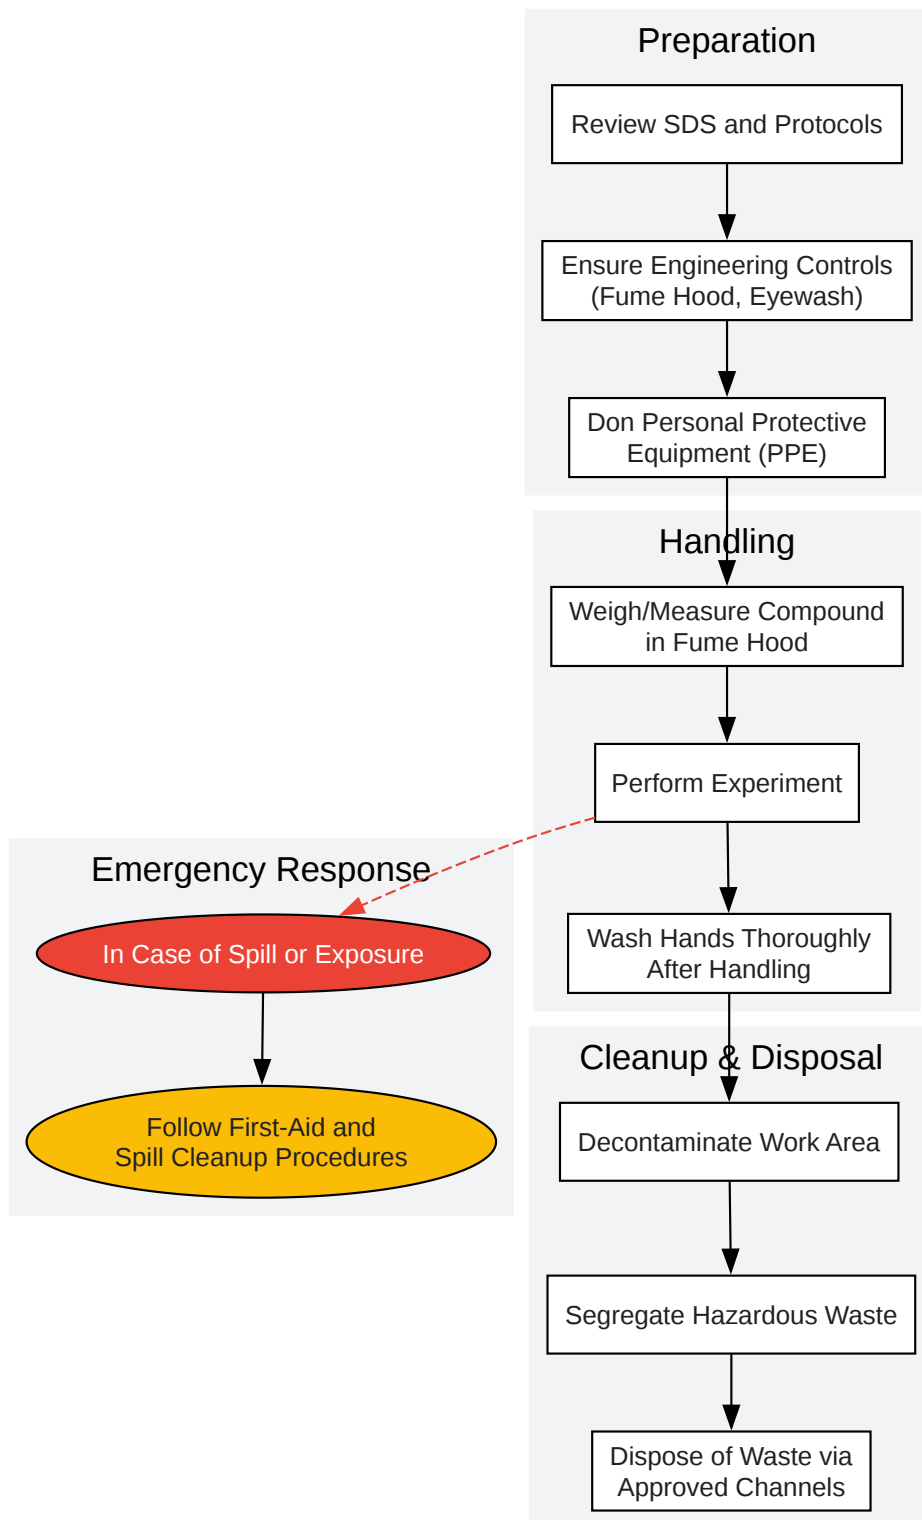 Preparation
Review SDS and Protocols
Ensure Engineering Controls
(Fume Hood, Eyewash)
Don Personal Protective
Equipment (PPE)
Handling
Weigh/Measure Compound
in Fume Hood
Perform Experiment
Wash Hands Thoroughly
After Handling
Emergency Response
In Case of Spill or Exposure
Follow First-Aid and
Spill Cleanup Procedures
Cleanup & Disposal
Decontaminate Work Area
Segregate Hazardous Waste
Dispose of Waste via
Approved Channels